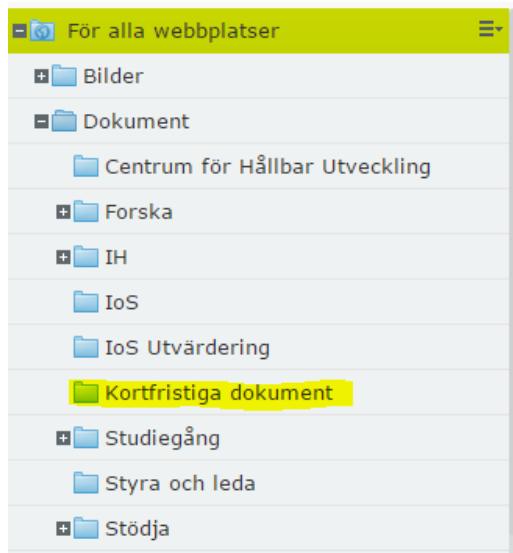 För alla webbplatser
Bilder
Dokument
Centrum för Hållbar Utveckling
Forska
IH
IoS
IoS Utvärdering
Kortfristiga dokument
Studiegång
Styra och leda
Stödja